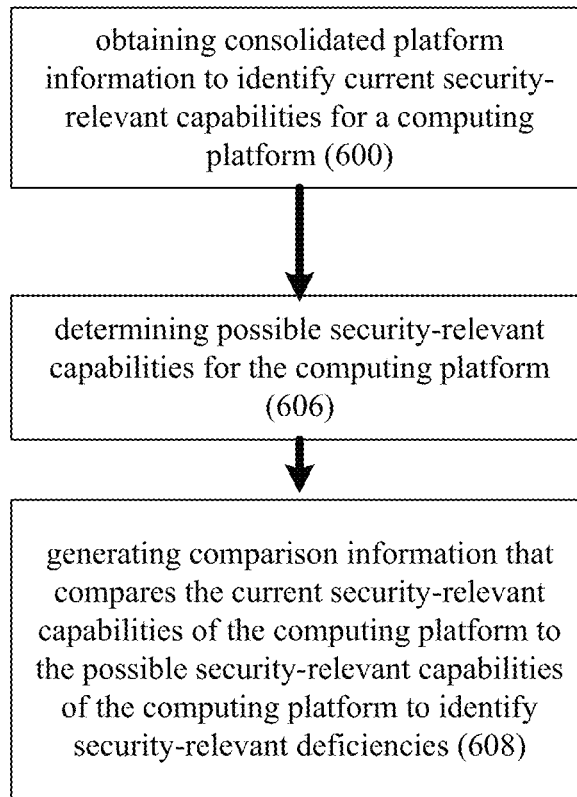 obtaining consolidated platform
information to identify current security-
relevant capabilities for a computing
platform (600)
determining possible security-relevant
capabilities for the computing platform
(606)
generating comparison information that
compares the current security-relevant
capabilities of the computing platform to
the possible security-relevant capabilities
of the computing platform to identify
security-relevant deficiencies (608)